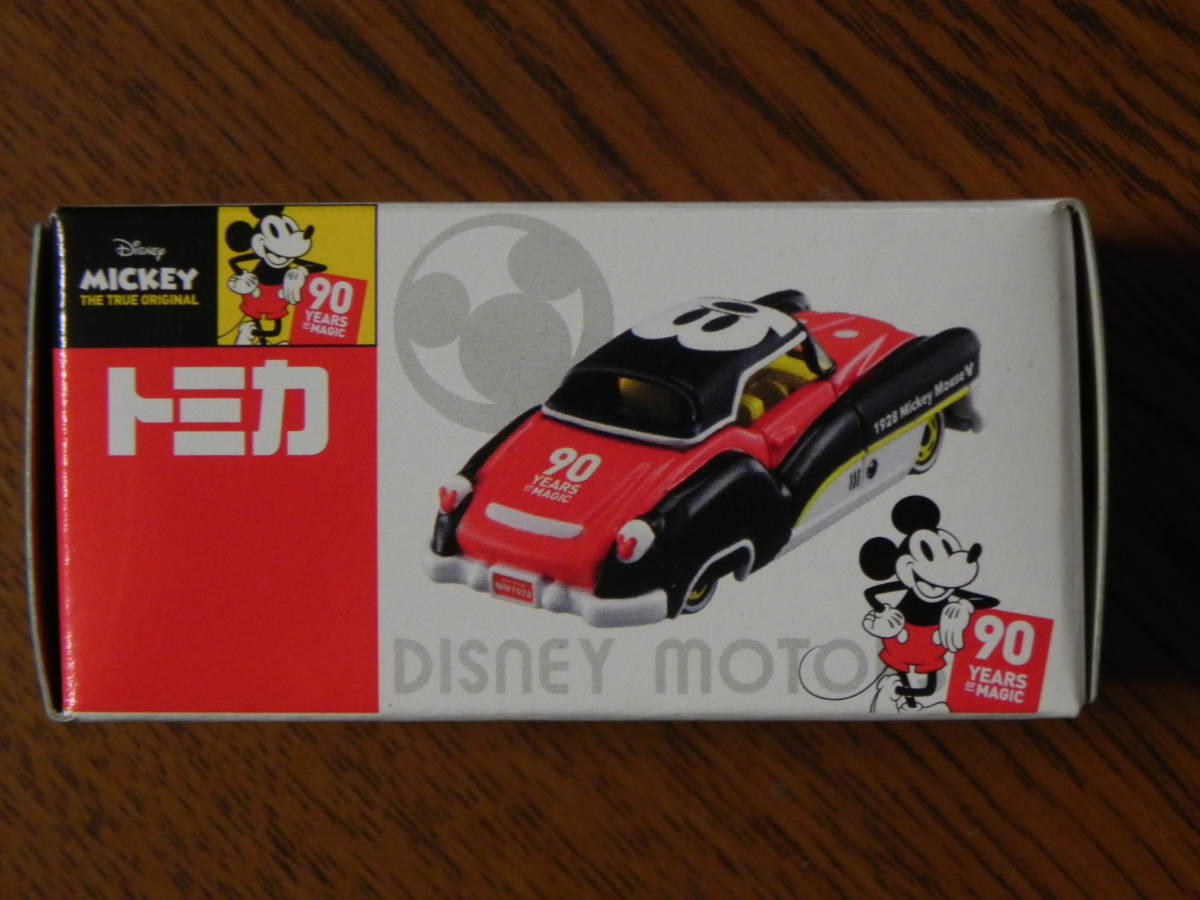 Disney
MICKEY
THE TRUE ORIGINAL
90
YEARS
OF MAGIC
トミカ
90
YEARS
OF MAGIC
1928 Mickey Mouse V
MM1928
DISNEY MOTO
90
YEARS
OF MAGIC